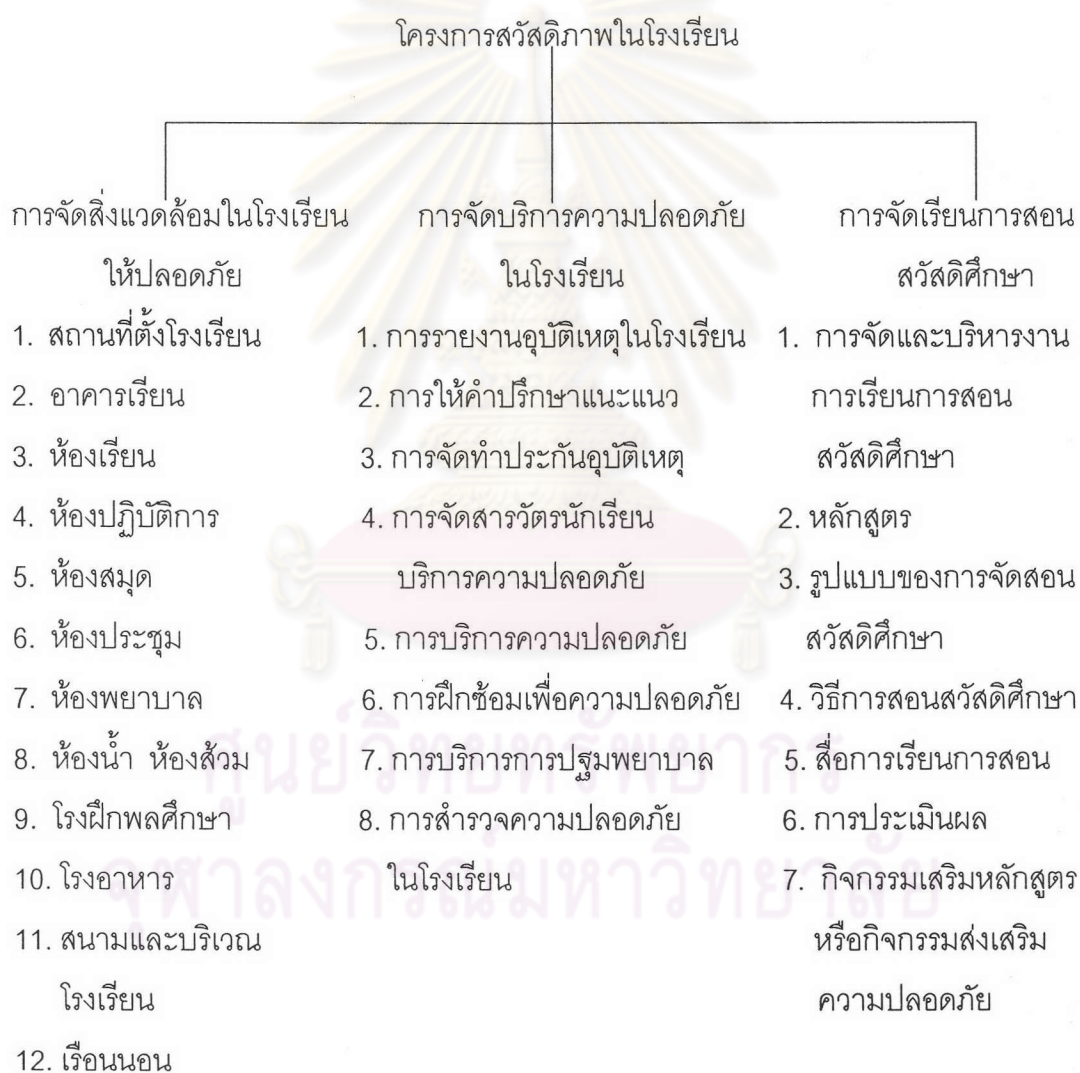 โครงการสวัสดิภาพในโรงเรียน
การจัดสิ่งแวดล้อมในโรงเรียน
ให้ปลอดภัย
1. สถานที่ตั้งโรงเรียน
2. อาคารเรียน
3. ห้องเรียน
4. ห้องปฏิบัติการ
5. ห้องสมุด
6. ห้องประชุม
7. ห้องพยาบาล
8. ห้องน้ำ ห้องส้วม
9. โรงฝึกพลศึกษา
10. โรงอาหาร
11. สนามและบริเวณ
โรงเรียน
12. เรือนนอน
การจัดบริการความปลอดภัย
ในโรงเรียน
1. การรายงานอุบัติเหตุในโรงเรียน
2. การให้คำปรึกษาแนะแนว
3. การจัดทำประกันอุบัติเหตุ
4. การจัดสารวัตรนักเรียน
บริการความปลอดภัย
5. การบริการความปลอดภัย
6. การฝึกซ้อมเพื่อความปลอดภัย
7. การบริการการปฐมพยาบาล
8. การสำรวจความปลอดภัย
ในโรงเรียน
การจัดเรียนการสอน
สวัสดิศึกษา
1. การจัดและบริหารงาน
การเรียนการสอน
สวัสดิศึกษา
2. หลักสูตร
3. รูปแบบของการจัดสอน
สวัสดิศึกษา
4. วิธีการสอนสวัสดิศึกษา
5. สื่อการเรียนการสอน
6. การประเมินผล
7. กิจกรรมเสริมหลักสูตร
หรือกิจกรรมส่งเสริม
ความปลอดภัย
ศูนย์วิทยทรัพยากร
จุฬาลงกรณ์มหาวิทยาลัย